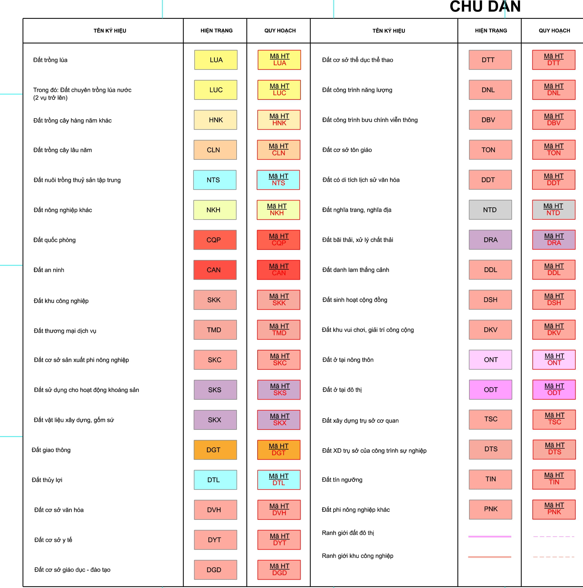 CHÚ DẪN
TÊN KÝ HIỆU HIỆN TRẠNG QUY HOẠCH TÊN KÝ HIỆU HIỆN TRẠNG QUY HOẠCH
Đất trồng lúa LUA Mã HT Đất cơ sở thể dục thể thao DTT Mã HT
LUA DTT
Trong đó: Đất chuyên trồng lúa nước LUC Mã HT Đất công trình năng lượng DNL Mã HT
(2 vụ trở lên) LUC DNL
Đất trồng cây hàng năm khác HNK Mã HT Đất công trình bưu chính viễn thông DBV Mã HT
HNK DBV
Đất trồng cây lâu năm CLN Mã HT Đất cơ sở tôn giáo TON Mã HT
CLN TON
Đất nuôi trồng thuỷ sản tập trung NTS Mã HT Đất có di tích lịch sử văn hóa DDT Mã HT
NTS DDT
Đất nông nghiệp khác NKH Mã HT Đất nghĩa trang, nghĩa địa NTD Mã HT
NKH NTD
Đất quốc phòng CQP Mã HT Đất bãi thải, xử lý chất thải DRA Mã HT
CQP DRA
Đất an ninh CAN Mã HT Đất danh lam thắng cảnh DDL Mã HT
CAN DDL
Đất khu công nghiệp SKK Mã HT Đất sinh hoạt cộng đồng DSH Mã HT
SKK DSH
Đất thương mại dịch vụ TMD Mã HT Đất khu vui chơi, giải trí công cộng DKV Mã HT
TMD DKV
Đất cơ sở sản xuất phi nông nghiệp SKC Mã HT Đất ở tại nông thôn ONT Mã HT
SKC ONT
Đất sử dụng cho hoạt động khoáng sản SKS Mã HT Đất ở tại đô thị ODT Mã HT
SKS ODT
Đất vật liệu xây dựng, gốm sứ SKX Mã HT Đất xây dựng trụ sở cơ quan TSC Mã HT
SKX TSC
Đất giao thông DGT Mã HT Đất XD trụ sở của công trình sự nghiệp DTS Mã HT
DGT DTS
Đất thủy lợi DTL Mã HT Đất tín ngưỡng TIN Mã HT
DTL TIN
Đất cơ sở văn hóa DVH Mã HT Đất phi nông nghiệp khác PNK Mã HT
DVH PNK
Đất cơ sở y tế DYT Mã HT Ranh giới đất đô thị
DYT
Ranh giới khu công nghiệp
Đất cơ sở giáo dục - đào tạo DGD Mã HT
DGD